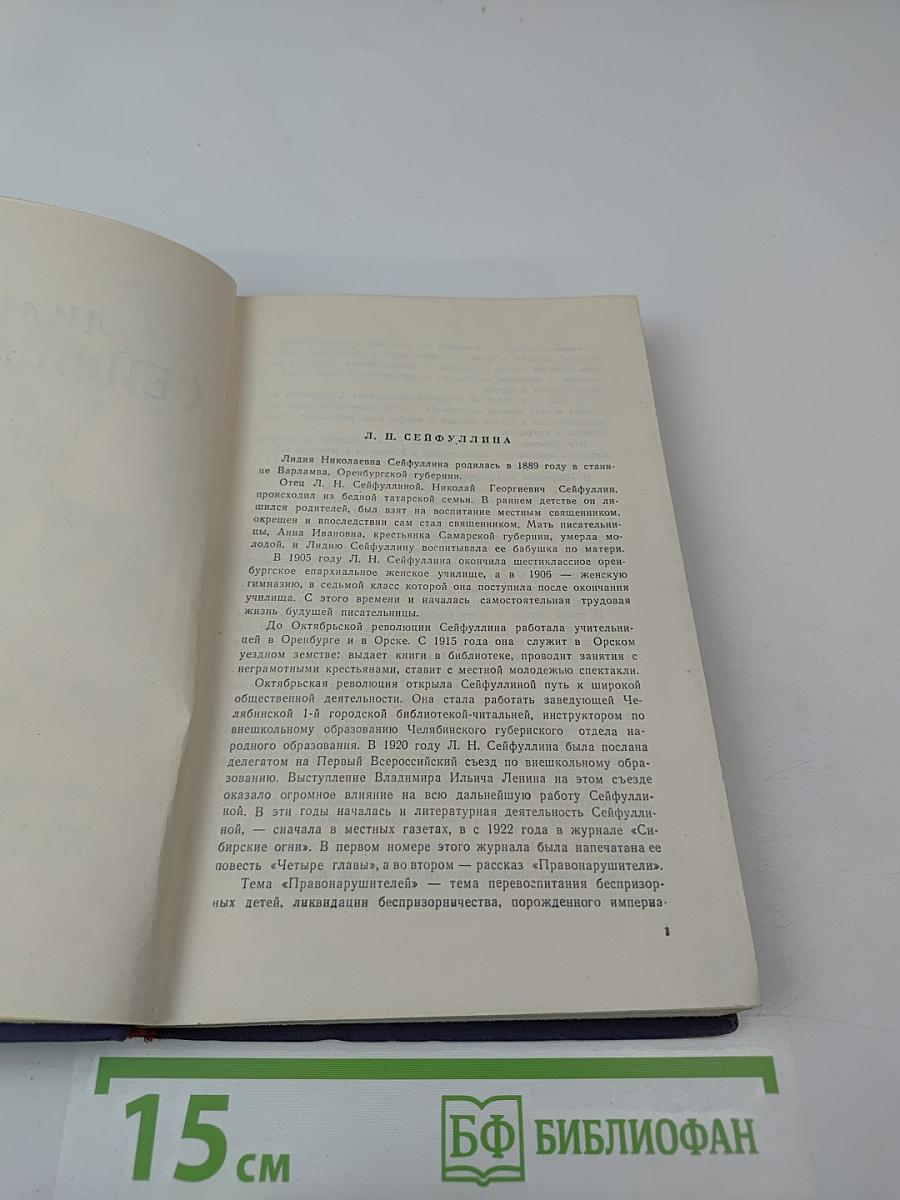 Л. Н. СЕЙФУЛЛИНА
Лидия Николаевна Сейфуллина родилась в 1889 году в стани-
це Варламва, Оренбургской губернии.
Отец Л. Н. Сейфуллиной, Николай Георгиевич Сейфуллин,
происходил из бедной татарской семьи. В раннем детстве он ли-
шился родителей, был взят на воспитание местным священником,
окрещен и впоследствии сам стал священником. Мать писательни-
цы, Анна Ивановна, крестьянка Самарской губернии, умерла мо-
лодой, и Лидию Сейфуллину воспитывала ее бабушка по матери.
В 1905 году Л. Н. Сейфуллина окончила шестиклассное орен-
бургское епархиальное женское училище, а в 1906 — женскую
гимназию, в седьмой класс которой она поступила после окончания
училища. С этого времени и началась самостоятельная трудовая
жизнь будущей писательницы.
До Октябрьской революции Сейфуллина работала учительни-
цей в Оренбурге и в Орске. С 1915 года она служит в Орском
уездном земстве: выдает книги в библиотеке, проводит занятия с
неграмотными крестьянами, ставит с местной молодежью спектакли.
Октябрьская революция открыла Сейфуллиной путь к широкой
общественной деятельности. Она стала работать заведующей Че-
лябинской 1-й городской библиотекой-читальней, инструктором по
внешкольному образованию Челябинского губернского отдела на-
родного образования. В 1920 году Л. Н. Сейфуллина была послана
делегатом на Первый Всероссийский съезд по внешкольному обра-
зованию. Выступление Владимира Ильича Ленина на этом съезде
оказало огромное влияние на всю дальнейшую работу Сейфулли-
ной. В эти годы началась и литературная деятельность Сейфулли-
ной, — сначала в местных газетах, в с 1922 года в журнале «Си-
бирские огни». В первом номере этого журнала была напечатана ее
повесть «Четыре главы», а во втором — рассказ «Правонарушители».
Тема «Правонарушителей» — тема перевоспитания беспризор-
ных детей, ликвидации беспризорничества, порожденного империа-
3
15 см
БФ БИБЛИОФАН